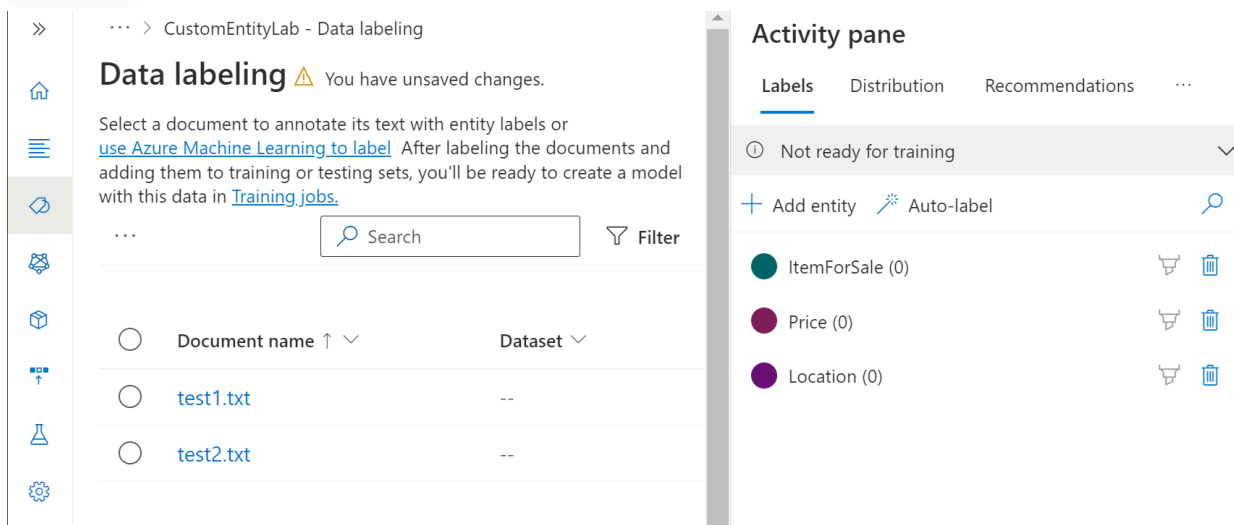 ··· > CustomEntityLab - Data labeling
Data labeling You have unsaved changes.
Select a document to annotate its text with entity labels or
use Azure Machine Learning to label After labeling the documents and
adding them to training or testing sets, you'll be ready to create a model
with this data in Training jobs.
··· Search Filter
Document name ↑ Dataset
test1.txt --
test2.txt --
Activity pane
Labels Distribution Recommendations ···
Not ready for training
+ Add entity Auto-label
ItemForSale (0)
Price (0)
Location (0)